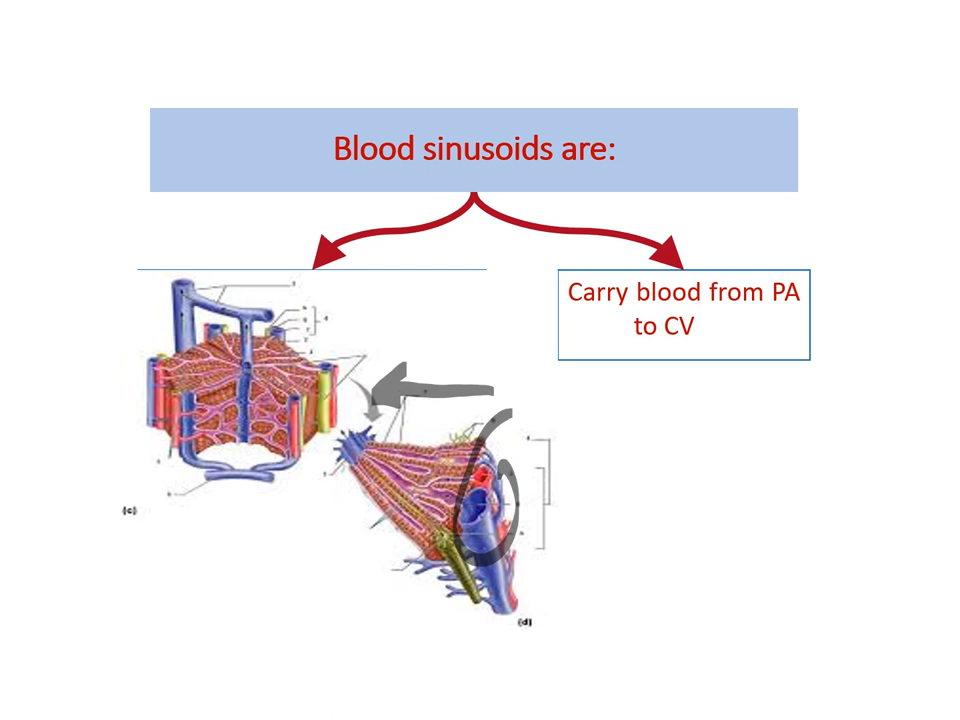 Blood sinusoids are:
Carry blood from PA
to CV
(c)
(d)